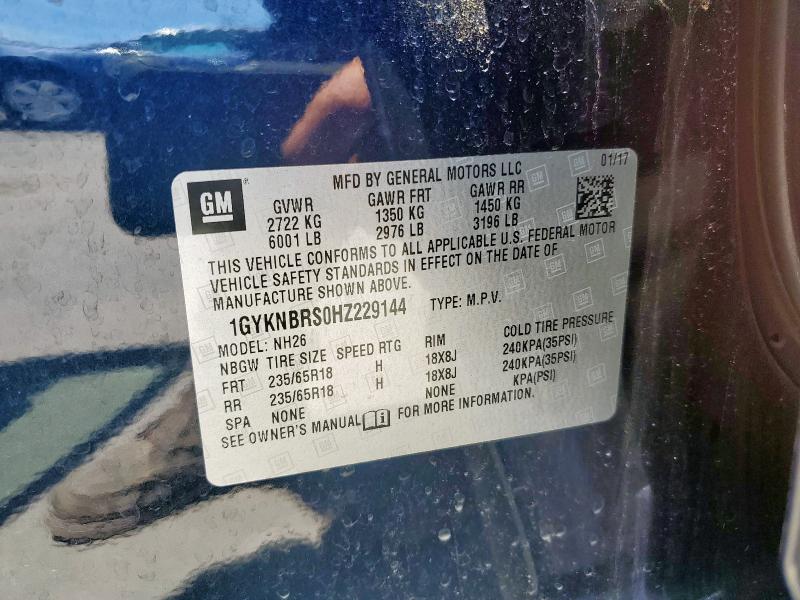 GM
MFD BY GENERAL MOTORS LLC
01/17
GVWR GAWR FRT GAWR RR
2722 KG 1350 KG 1450 KG
6001 LB 2976 LB 3196 LB
THIS VEHICLE CONFORMS TO ALL APPLICABLE U.S. FEDERAL MOTOR
VEHICLE SAFETY STANDARDS IN EFFECT ON THE DATE OF
MANUFACTURE SHOWN ABOVE.
1GYKNBRS0HZ229144 TYPE: M.P.V.
MODEL: NH26
NBGW TIRE SIZE SPEED RTG RIM COLD TIRE PRESSURE
FRT 235/65R18 H 18X8J 240KPA(35PSI)
RR 235/65R18 H 18X8J 240KPA(35PSI)
SPA NONE NONE KPA(PSI)
SEE OWNER'S MANUAL FOR MORE INFORMATION.